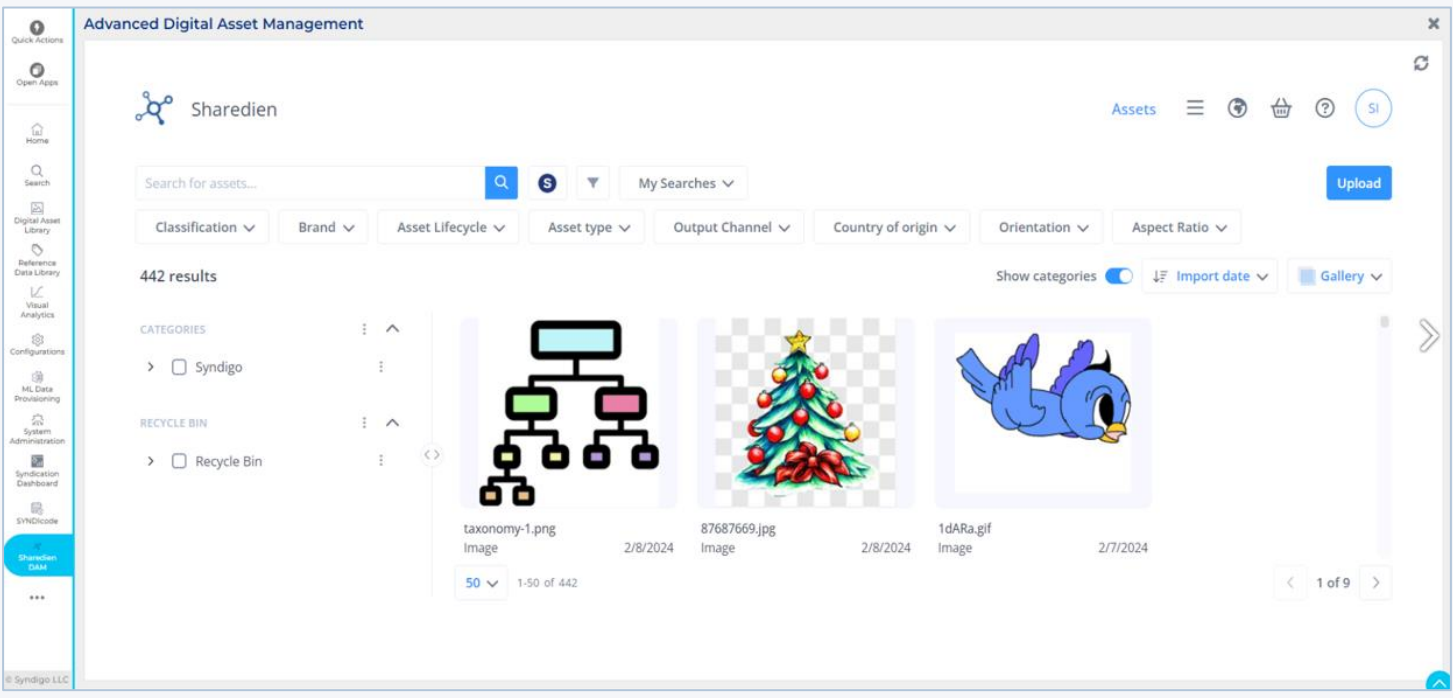 Advanced Digital Asset Management
Quick Actions
Open Apps
Home
Search
Digital Asset
Library
Reference
Data Library
Visual
Analytics
Configurations
ML Data
Provisioning
System
Administration
Syndication
Dashboard
SYNDIcode
Sharedien
DAM
© Syndigo LLC
Sharedien
Assets
SI
Search for assets...
S
My Searches
Upload
Classification
Brand
Asset Lifecycle
Asset type
Output Channel
Country of origin
Orientation
Aspect Ratio
442 results
Show categories
Import date
Gallery
CATEGORIES
Syndigo
RECYCLE BIN
Recycle Bin
taxonomy-1.png
Image 2/8/2024
87687669.jpg
Image 2/8/2024
1dARa.gif
Image 2/7/2024
50
1-50 of 442
1 of 9